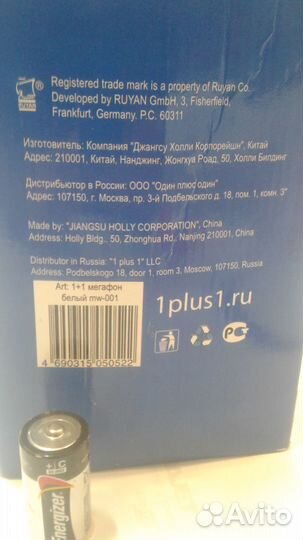 Registered trade mark is a property of Ruyan Co.
Developed by RUYAN GmbH, 3, Fisherfield,
Frankfurt, Germany. P.C. 60311
Изготовитель: Компания "Джангсу Холли Корпорейшн", Китай
Адрес: 210001, Китай, Нанджинг, Жонгхуа Роад, 50, Холли Билдинг
Дистрибьютор в России: ООО "Один плюс один"
Адрес: 107150, г. Москва, пр. 3-й Подбельского д. 18, пом. 1, комн. 3"
Made by: "JIANGSU HOLLY CORPORATION", China
Address: Holly Bldg., 50, Zhonghua Rd., Nanjing 210001, China
Distributor in Russia: "1 plus 1" LLC
Address: Podbelskogo 18, door 1, room 3, Moscow, 107150, Russia
Art: 1+1 мегафон
белый mw-001
4 690315 050522
1plus1.ru
Energizer
Avito